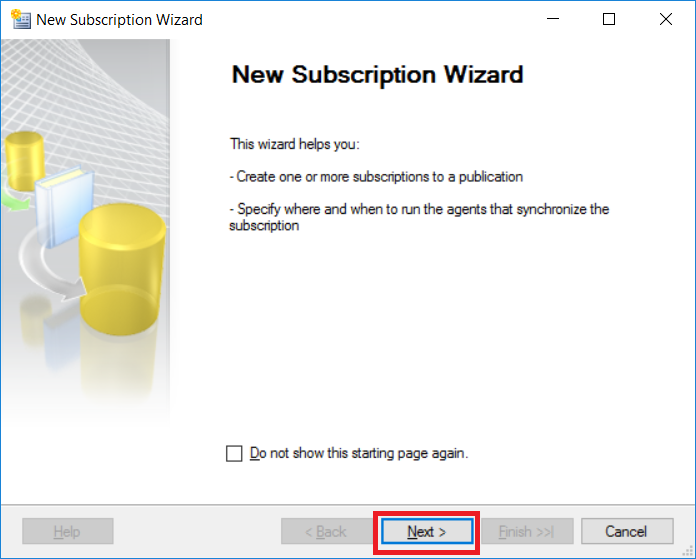 New Subscription Wizard
New Subscription Wizard
This wizard helps you:
- Create one or more subscriptions to a publication
- Specify where and when to run the agents that synchronize the
subscription
Do not show this starting page again.
Help
< Back
Next >
Finish >>|
Cancel